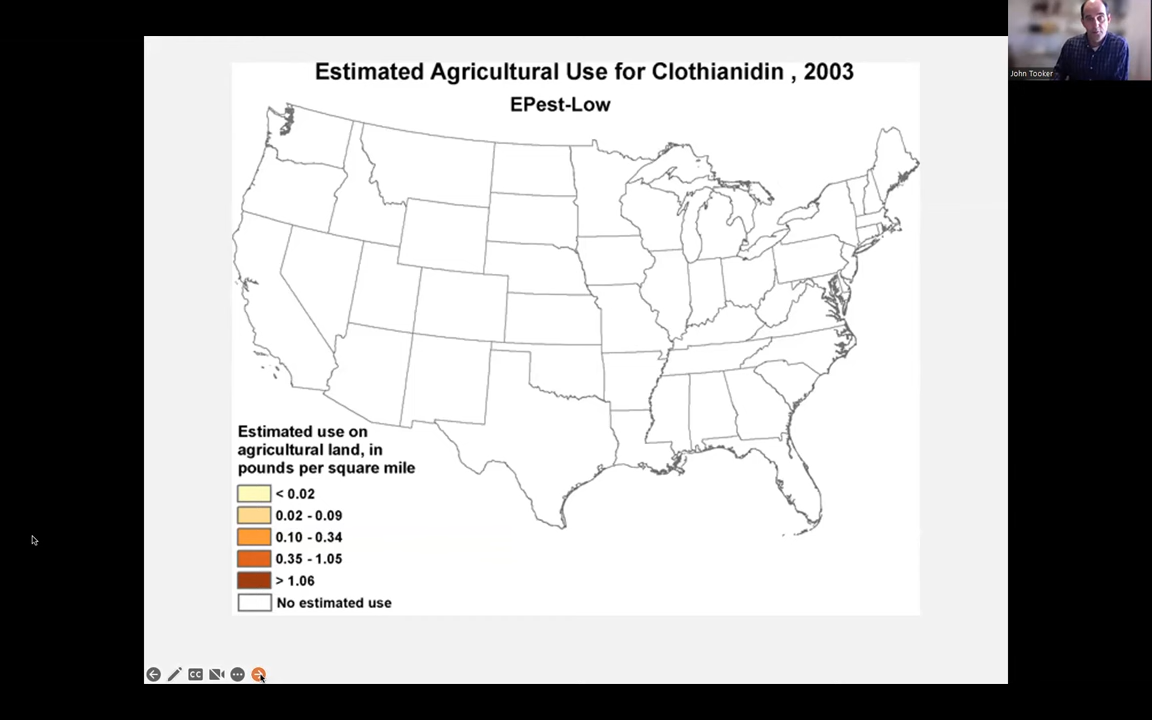 Estimated Agricultural Use for Clothianidin , 2003
EPest-Low
John Tooker
Estimated use on
agricultural land, in
pounds per square mile
< 0.02
0.02 - 0.09
0.10 - 0.34
0.35 - 1.05
> 1.06
No estimated use
CC